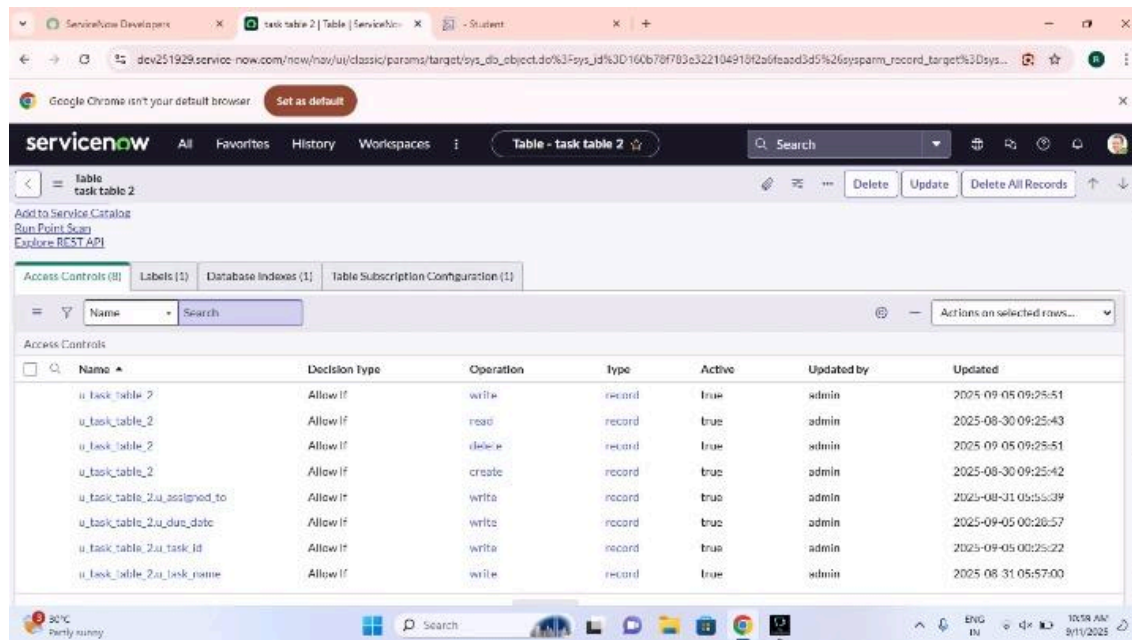 ServiceNow Developers
task table 2 | Table | ServiceNo
- Student
dev251929.service-now.com/now/nav/ui/classic/params/target/sys_db_object.do%3Fsys_id%3D160b78f783e322104918f2a6feaad3d5%26sysparm_record_target%3Dsys...
Google Chrome isn't your default browser Set as default
servicenow All Favorites History Workspaces Table - task table 2 Search
Table
task table 2
Delete Update Delete All Records
Add to Service Catalog
Run Point Scan
Explore REST API
Access Controls (8) Labels (1) Database Indexes (1) Table Subscription Configuration (1)
Name Search Actions on selected rows...
Access Controls
Name Decision Type Operation Type Active Updated by Updated
u_task_table_2 Allow If write record true admin 2025-09-05 09:25:51
u_task_table_2 Allow If read record true admin 2025-08-30 09:25:43
u_task_table_2 Allow If delete record true admin 2025-09-05 09:25:51
u_task_table_2 Allow If create record true admin 2025-08-30 09:25:42
u_task_table_2.u_assigned_to Allow If write record true admin 2025-08-31 05:55:39
u_task_table_2.u_due_date Allow If write record true admin 2025-09-05 00:28:57
u_task_table_2.u_task_id Allow If write record true admin 2025-09-05 00:25:22
u_task_table_2.u_task_name Allow If write record true admin 2025-08-31 05:57:00
30°C
Partly sunny
Search
ENG
IN
10:59 AM
9/11/2025